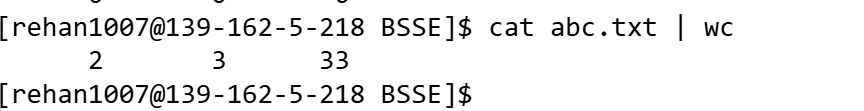 [rehan1007@139-162-5-218 BSSE]$ cat abc.txt | wc
2 3 33
[rehan1007@139-162-5-218 BSSE]$